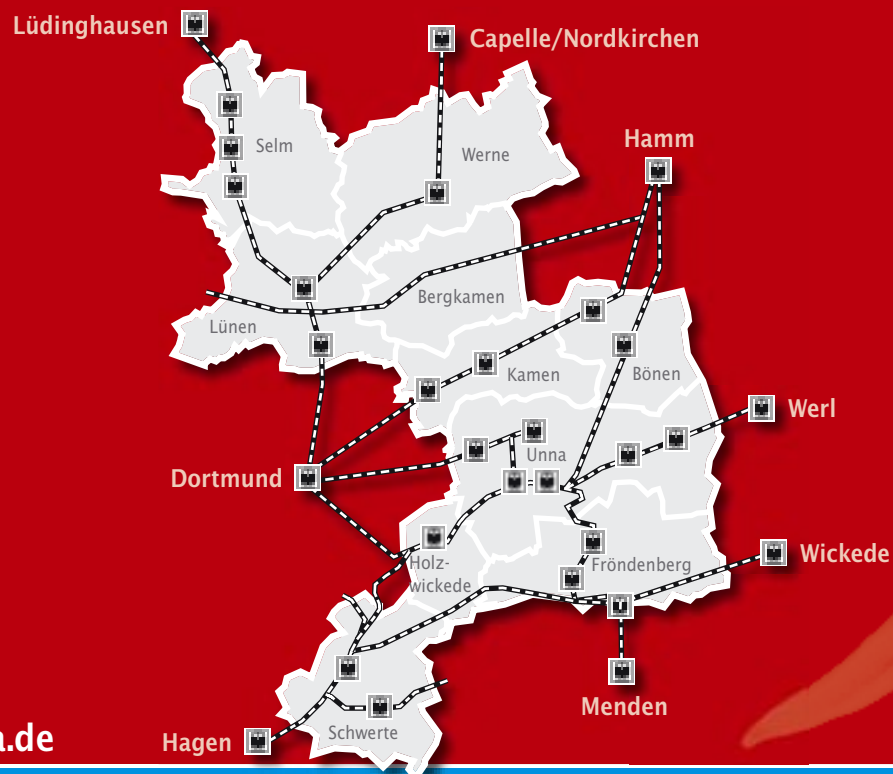 Lüdinghausen
Capelle/Nordkirchen
Selm
Werne
Hamm
Bergkamen
Lünen
Kamen
Bönen
Werl
Unna
Dortmund
Wickede
Holz-
wickede
Fröndenberg
Menden
Schwerte
Hagen
a.de